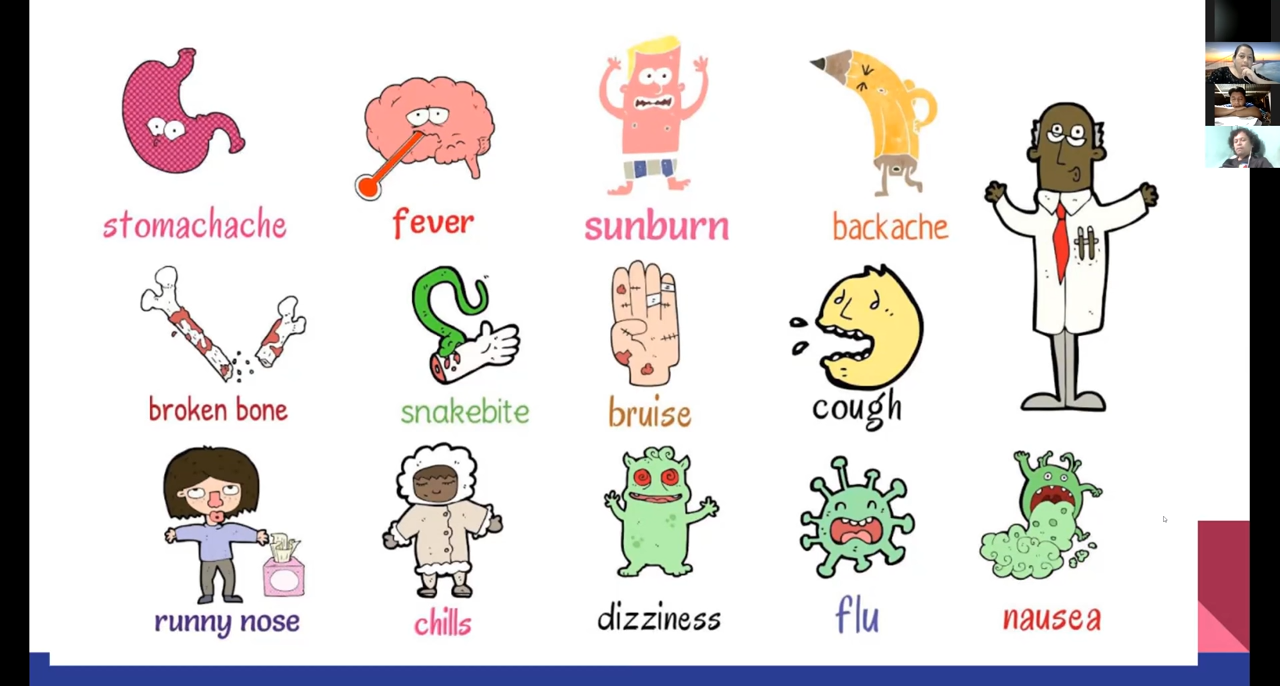 stomachache
fever
sunburn
backache
broken bone
snakebite
bruise
cough
runny nose
chills
dizziness
flu
nausea